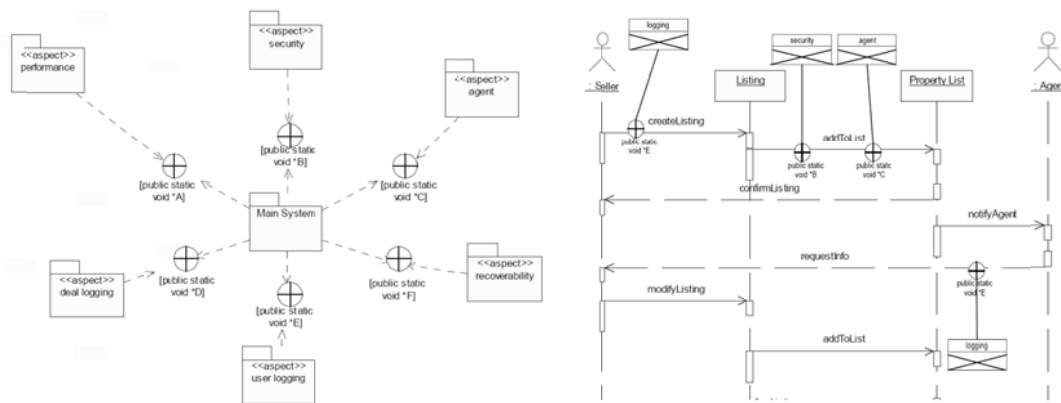 <<aspect>>
performance
<<aspect>>
security
<<aspect>>
agent
[public static
void *A]
[public static
void *B]
[public static
void *C]
Main System
<<aspect>>
deal logging
[public static
void *D]
[public static
void *E]
[public static
void *F]
<<aspect>>
recoverability
<<aspect>>
user logging
logging
security
agent
: Seller
Listing
Property List
: Agen
createListing
public static
void *E
addToList
public static
void *B
public static
void *C
confirmListing
notifyAgent
requestInfo
public static
void *E
modifyListing
addToList
logging